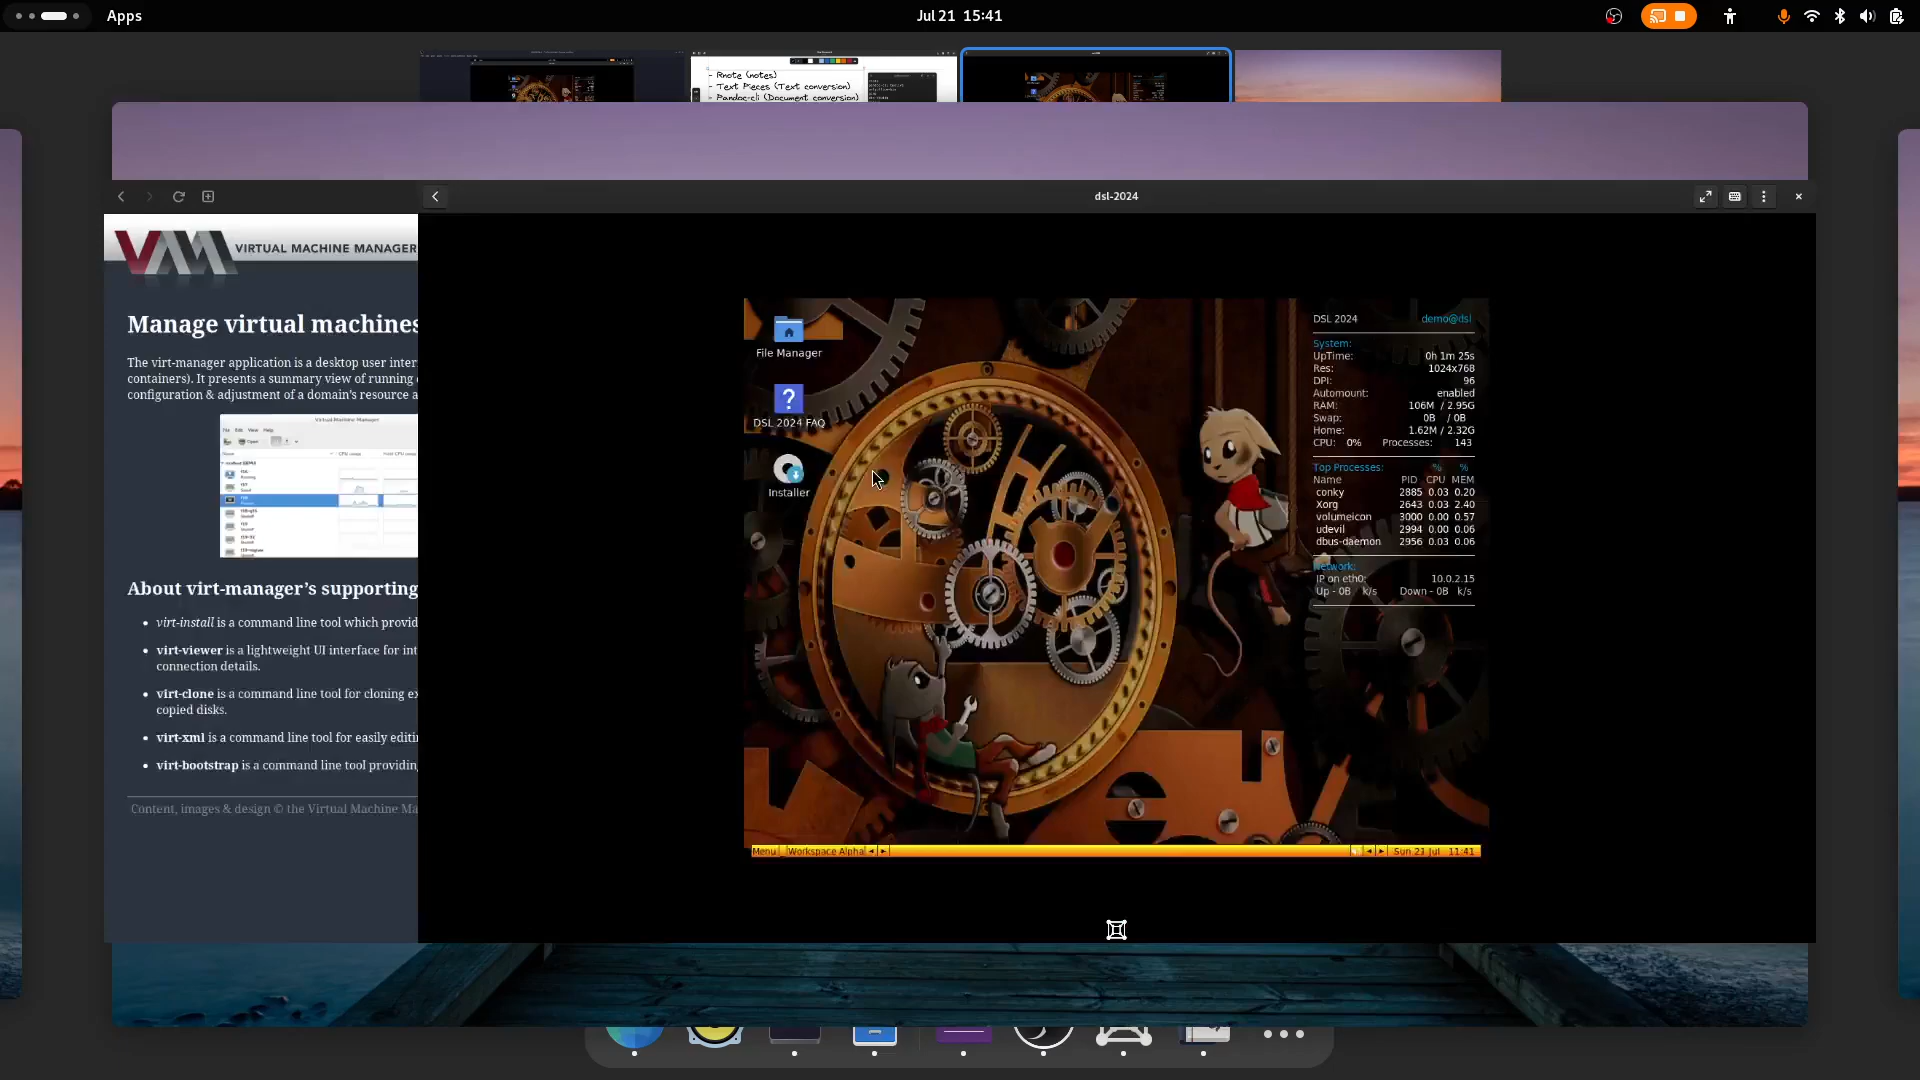 Apps
Jul 21 15:41
- Rnote (notes)
- Text Pieces (Text conversion)
- Pandoc-cli (Document conversion)
dsl-2024
VIRTUAL MACHINE MANAGER
Manage virtual machines
The virt-manager application is a desktop user inter
containers). It presents a summary view of running
configuration & adjustment of a domain's resource a
Virtual Machine Manager
File Edit View Help
About virt-manager's supporting
• virt-install is a command line tool which provid
• virt-viewer is a lightweight UI interface for int
connection details.
• virt-clone is a command line tool for cloning ex
copied disks.
• virt-xml is a command line tool for easily editi
• virt-bootstrap is a command line tool providing
Content, images & design © the Virtual Machine Ma
File Manager
DSL 2024 FAQ
Installer
DSL 2024 demo@dsl
System:
UpTime: 0h 1m 25s
Res: 1024x768
DPI: 96
Automount: enabled
RAM: 106M / 2.95G
Swap: 0B / 0B
Home: 1.62M / 2.32G
CPU: 0% Processes: 143
Top Processes: % %
Name PID CPU MEM
conky 2885 0.03 0.20
Xorg 2643 0.03 2.40
volumeicon 3000 0.00 0.57
udevil 2994 0.00 0.06
dbus-daemon 2956 0.03 0.06
Network:
IP on eth0: 10.0.2.15
Up - 0B k/s Down - 0B k/s
Menu Workspace Alpha
Sun 21 Jul 11:41